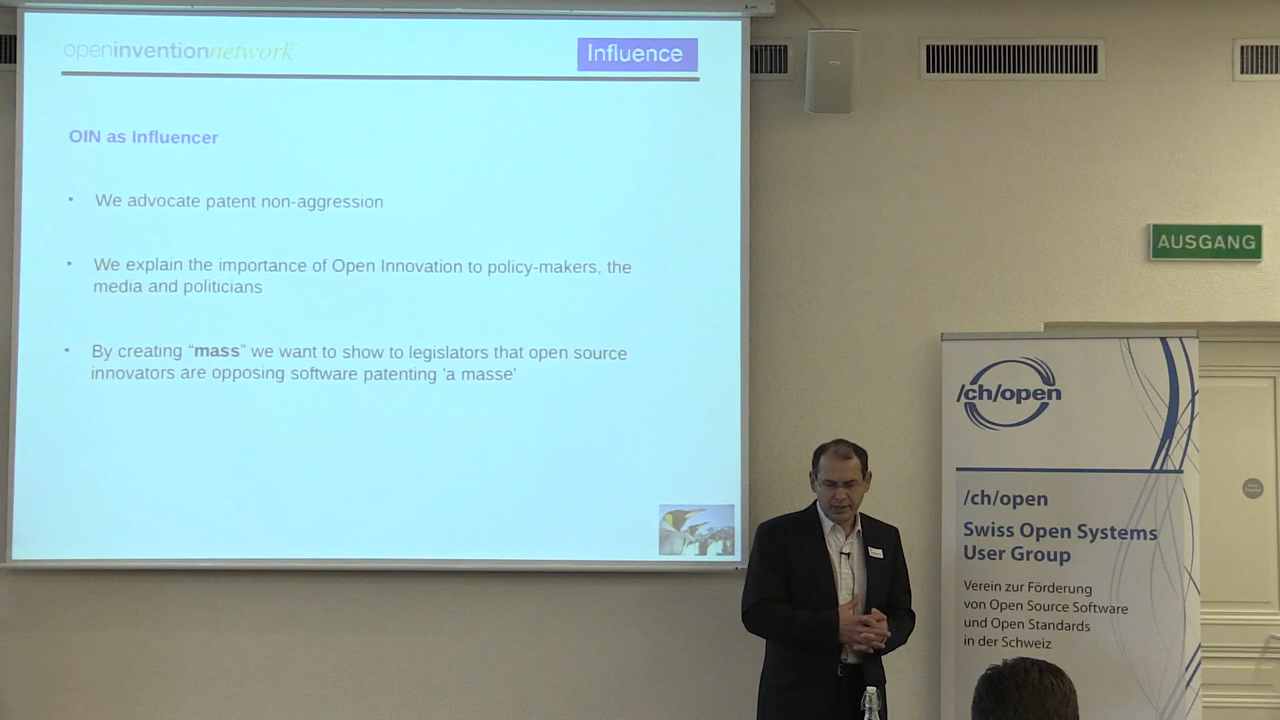 openinventionnetwork
Influence
OIN as Influencer
• We advocate patent non-aggression
• We explain the importance of Open Innovation to policy-makers, the
media and politicians
• By creating “mass” we want to show to legislators that open source
innovators are opposing software patenting 'a masse'
AUSGANG
/ch/open
/ch/open
Swiss Open Systems
User Group
Verein zur Förderung
von Open Source Software
und Open Standards
in der Schweiz